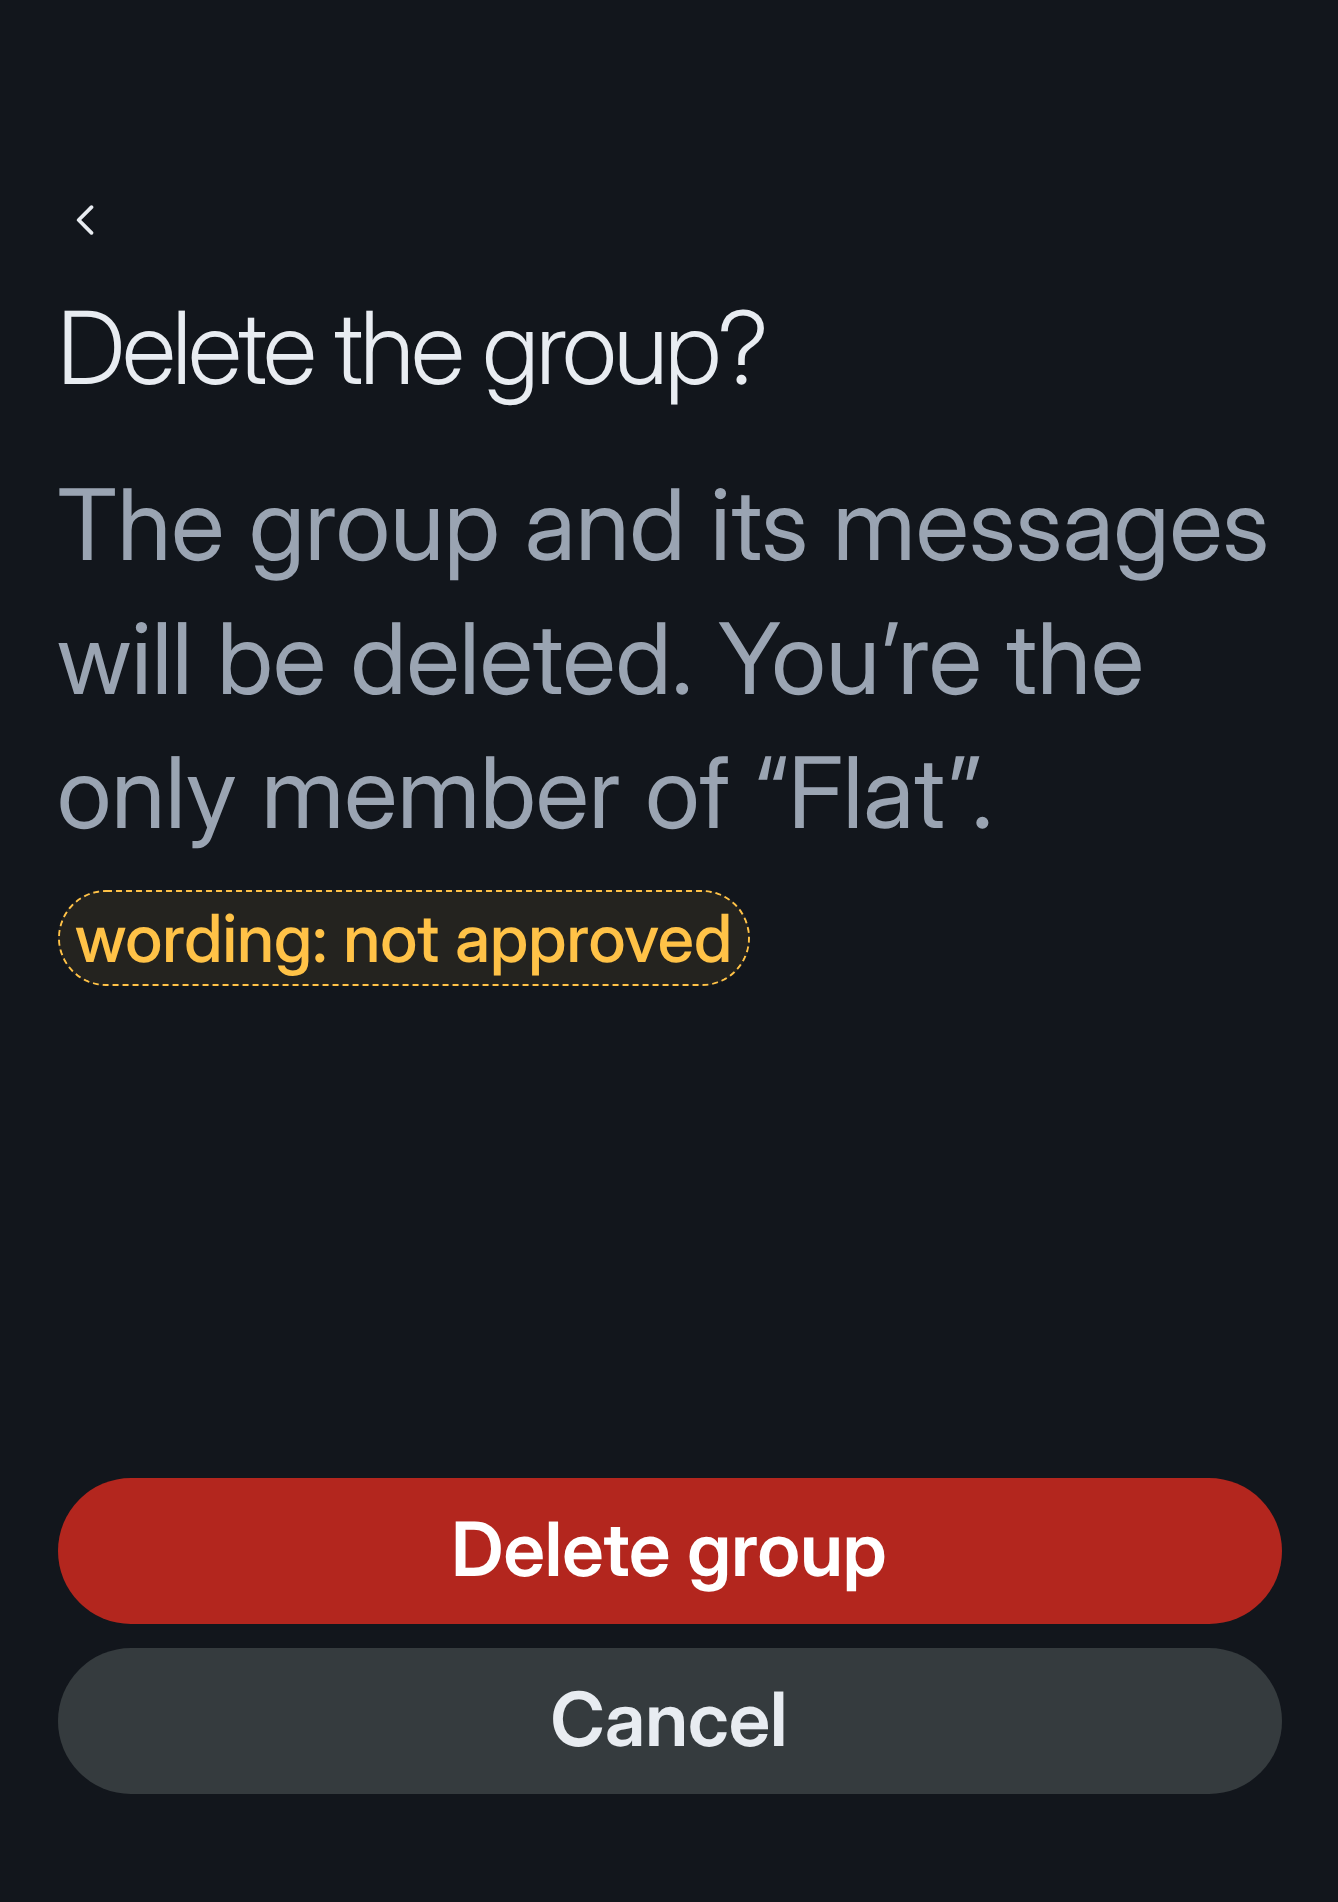 Delete the group?
The group and its messages
will be deleted. You’re the
only member of “Flat”.
wording: not approved
Delete group
Cancel